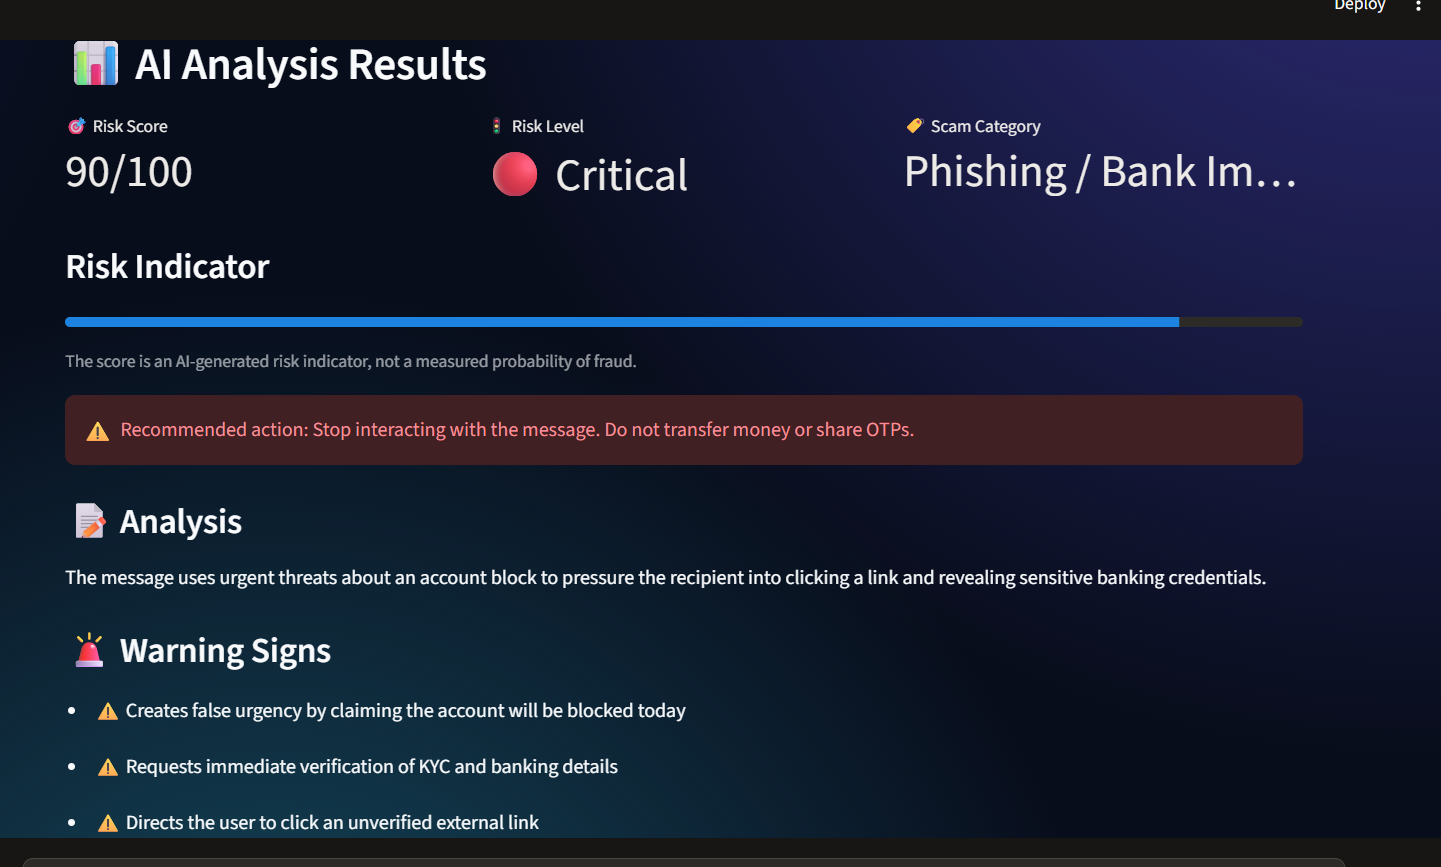 Deploy
AI Analysis Results
Risk Score
Risk Level
Scam Category
90/100
Critical
Phishing / Bank Im...
Risk Indicator
The score is an AI-generated risk indicator, not a measured probability of fraud.
Recommended action: Stop interacting with the message. Do not transfer money or share OTPs.
Analysis
The message uses urgent threats about an account block to pressure the recipient into clicking a link and revealing sensitive banking credentials.
Warning Signs
Creates false urgency by claiming the account will be blocked today
Requests immediate verification of KYC and banking details
Directs the user to click an unverified external link